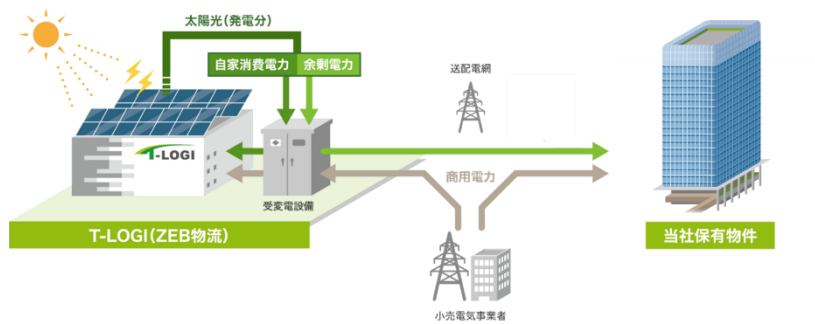 太陽光(発電分)
自家消費電力
余剰電力
送配電網
T-LOGI
商用電力
受変電設備
T-LOGI(ZEB物流)
当社保有物件
小売電気事業者